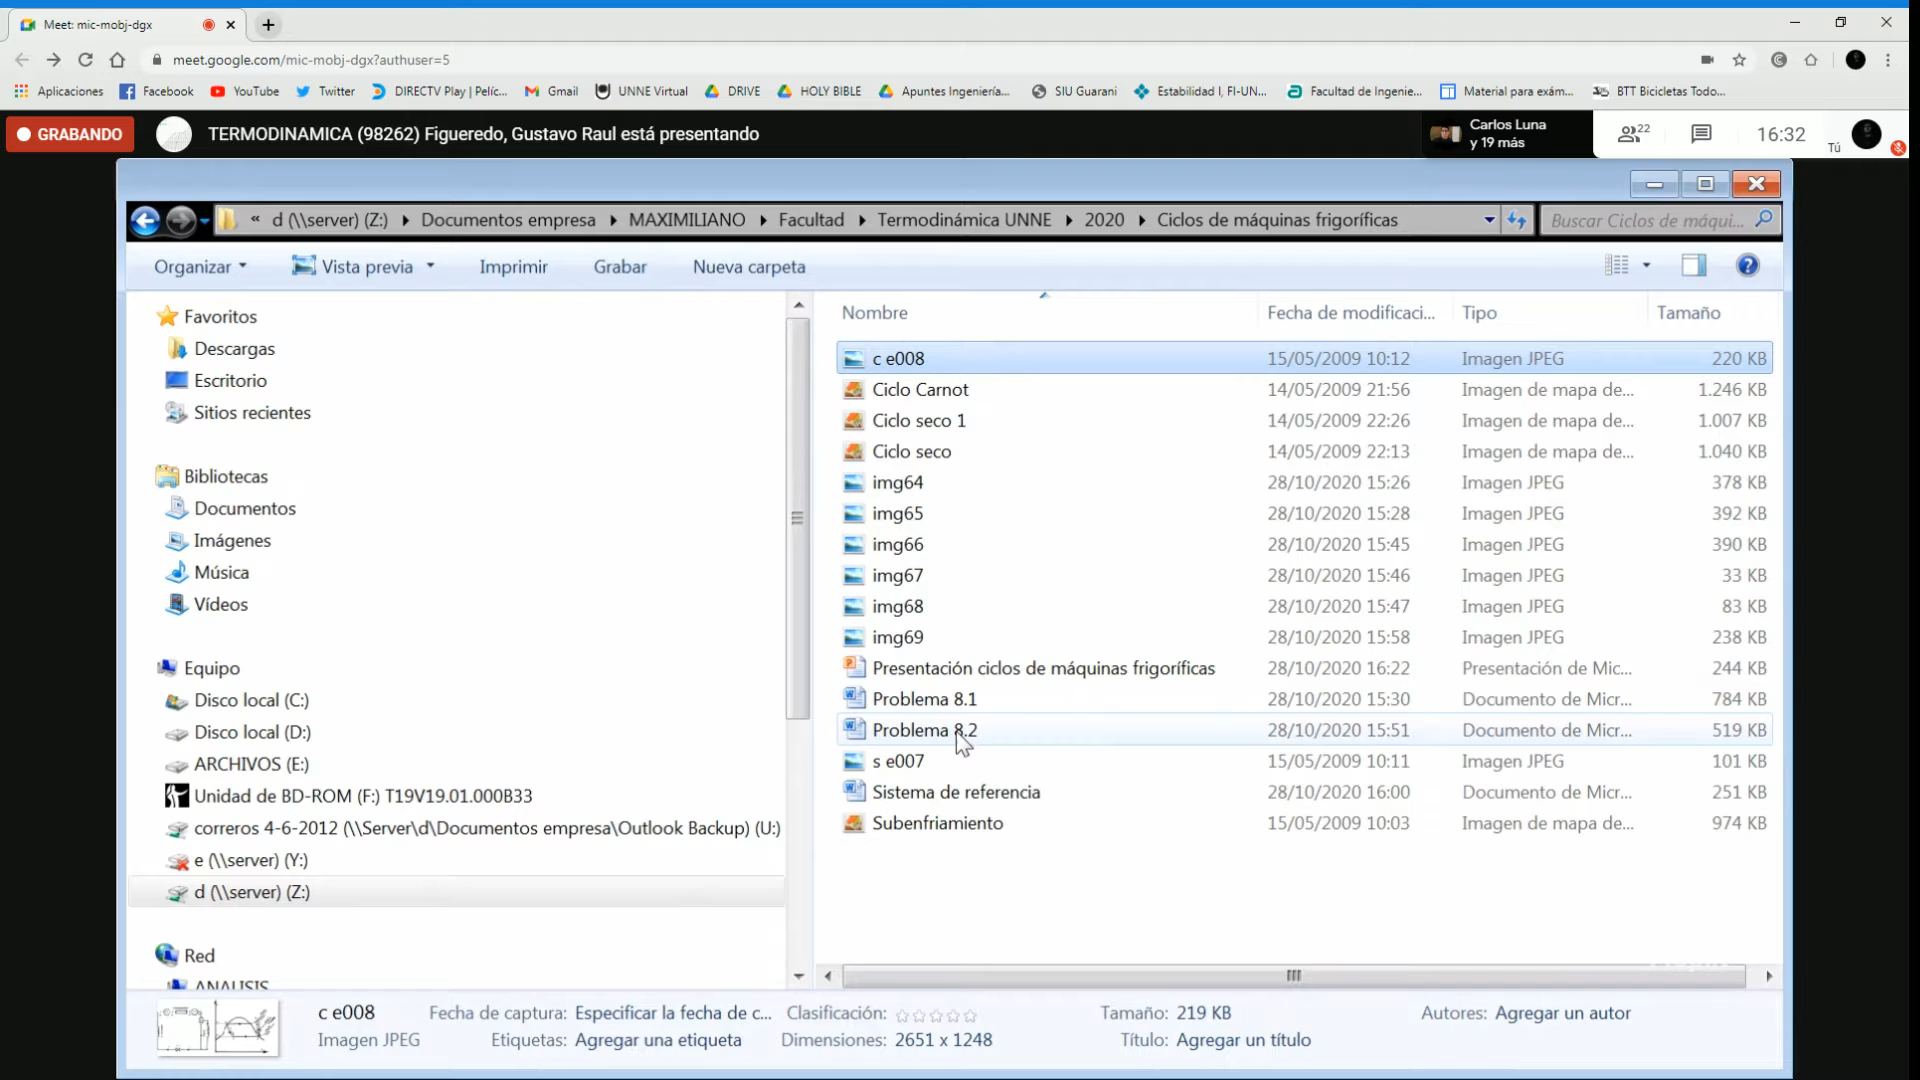 Meet: mic-mobj-dgx
meet.google.com/mic-mobj-dgx?authuser=5
Aplicaciones Facebook YouTube Twitter DIRECTV Play | Pelíc... Gmail UNNE Virtual DRIVE HOLY BIBLE Apuntes Ingeniería... SIU Guarani Estabilidad I, FI-UN... Facultad de Ingenie... Material para exám... BTT Bicicletas Todo...
GRABANDO TERMODINAMICA (98262) Figueredo, Gustavo Raul está presentando
Carlos Luna
y 19 más
22
16:32
Tú
« d (\\server) (Z:) Documentos empresa MAXIMILIANO Facultad Termodinámica UNNE 2020 Ciclos de máquinas frigoríficas
Buscar Ciclos de máqui...
Organizar Vista previa Imprimir Grabar Nueva carpeta
Favoritos
Descargas
Escritorio
Sitios recientes
Bibliotecas
Documentos
Imágenes
Música
Vídeos
Equipo
Disco local (C:)
Disco local (D:)
ARCHIVOS (E:)
Unidad de BD-ROM (F:) T19V19.01.000B33
correros 4-6-2012 (\\Server\d\Documentos empresa\Outlook Backup) (U:)
e (\\server) (Y:)
d (\\server) (Z:)
Red
ANALISIS
Nombre Fecha de modificaci... Tipo Tamaño
c e008 15/05/2009 10:12 Imagen JPEG 220 KB
Ciclo Carnot 14/05/2009 21:56 Imagen de mapa de... 1.246 KB
Ciclo seco 1 14/05/2009 22:26 Imagen de mapa de... 1.007 KB
Ciclo seco 14/05/2009 22:13 Imagen de mapa de... 1.040 KB
img64 28/10/2020 15:26 Imagen JPEG 378 KB
img65 28/10/2020 15:28 Imagen JPEG 392 KB
img66 28/10/2020 15:45 Imagen JPEG 390 KB
img67 28/10/2020 15:46 Imagen JPEG 33 KB
img68 28/10/2020 15:47 Imagen JPEG 83 KB
img69 28/10/2020 15:58 Imagen JPEG 238 KB
Presentación ciclos de máquinas frigoríficas 28/10/2020 16:22 Presentación de Mic... 244 KB
Problema 8.1 28/10/2020 15:30 Documento de Micr... 784 KB
Problema 8.2 28/10/2020 15:51 Documento de Micr... 519 KB
s e007 15/05/2009 10:11 Imagen JPEG 101 KB
Sistema de referencia 28/10/2020 16:00 Documento de Micr... 251 KB
Subenfriamiento 15/05/2009 10:03 Imagen de mapa de... 974 KB
c e008 Fecha de captura: Especificar la fecha de c... Clasificación: Tamaño: 219 KB Autores: Agregar un autor
Imagen JPEG Etiquetas: Agregar una etiqueta Dimensiones: 2651 x 1248 Título: Agregar un título